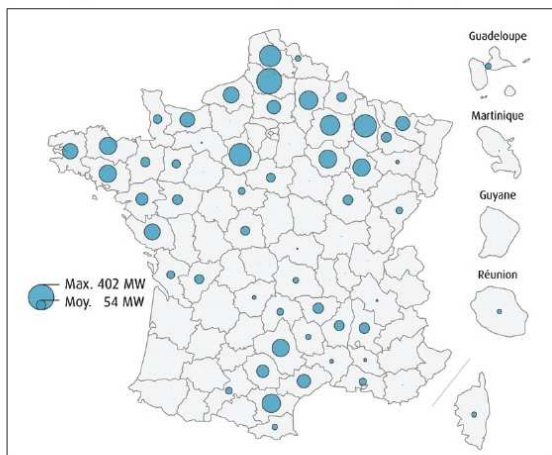 Guadeloupe
Martinique
Guyane
Réunion
Max. 402 MW
Moy. 54 MW